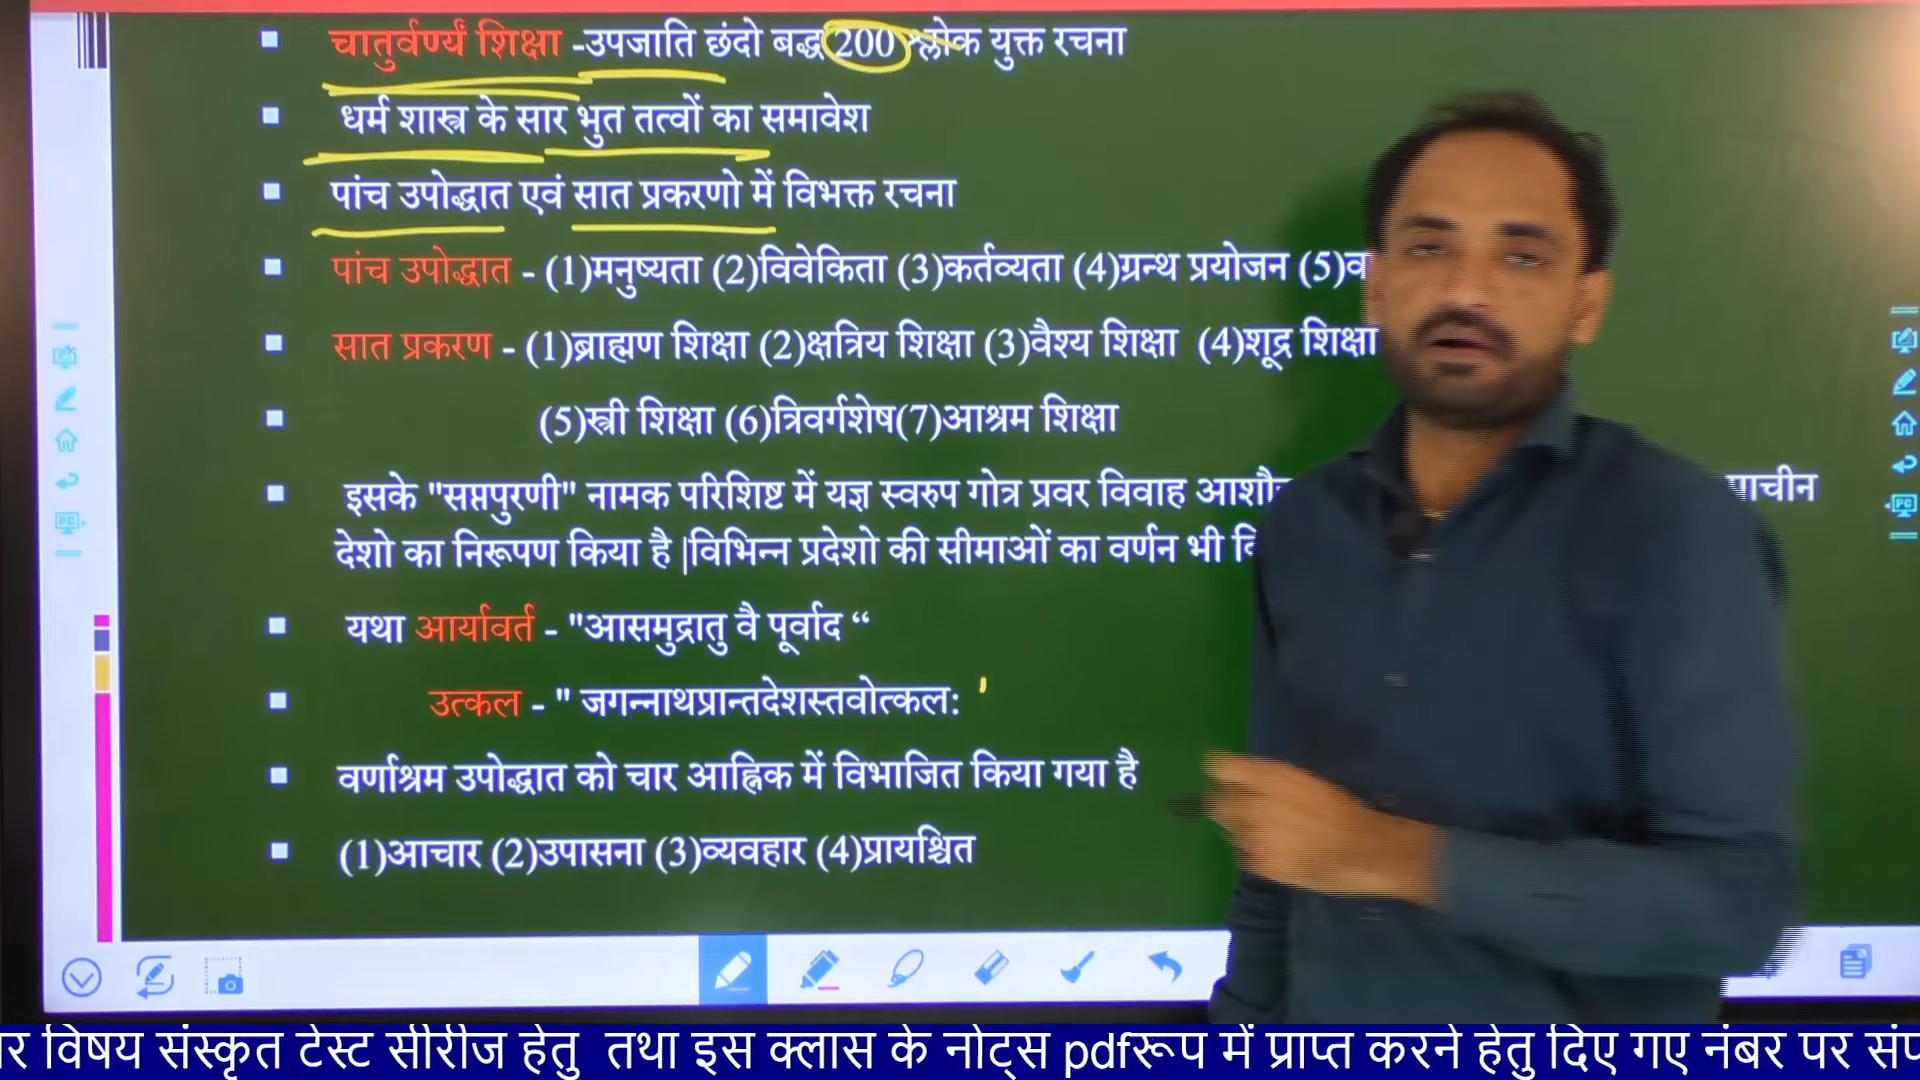 चातुर्वर्ण्यं शिक्षा -उपजाति छंदो बद्ध 200 श्लोक युक्त रचना
धर्म शास्त्र के सार भुत तत्वों का समावेश
पांच उपोद्धात एवं सात प्रकरणो में विभक्त रचना
पांच उपोद्धात - (1)मनुष्यता (2)विवेकिता (3)कर्तव्यता (4)ग्रन्थ प्रयोजन (5)
सात प्रकरण - (1)ब्राह्मण शिक्षा (2)क्षत्रिय शिक्षा (3)वैश्य शिक्षा (4)शूद्र शिक्षा
(5)स्त्री शिक्षा (6)त्रिवर्गशेष(7)आश्रम शिक्षा
इसके "सप्तपुरणी" नामक परिशिष्ट में यज्ञ स्वरुप गोत्र प्रवर विवाह
देशो का निरूपण किया है |विभिन्न प्रदेशो की सीमाओं का वर्णन भी
यथा आर्यावर्त - "आसमुद्रातु वै पूर्वाद “
उत्कल - " जगन्नाथप्रान्तदेशस्तवोत्कल:
वर्णाश्रम उपोद्धात को चार आह्निक में विभाजित किया गया है
(1)आचार (2)उपासना (3)व्यवहार (4)प्रायश्चित
विषय संस्कृत टेस्ट सीरीज हेतु तथा इस क्लास के नोट्स pdfरूप में प्राप्त करने हेतु दिए गए नंबर पर